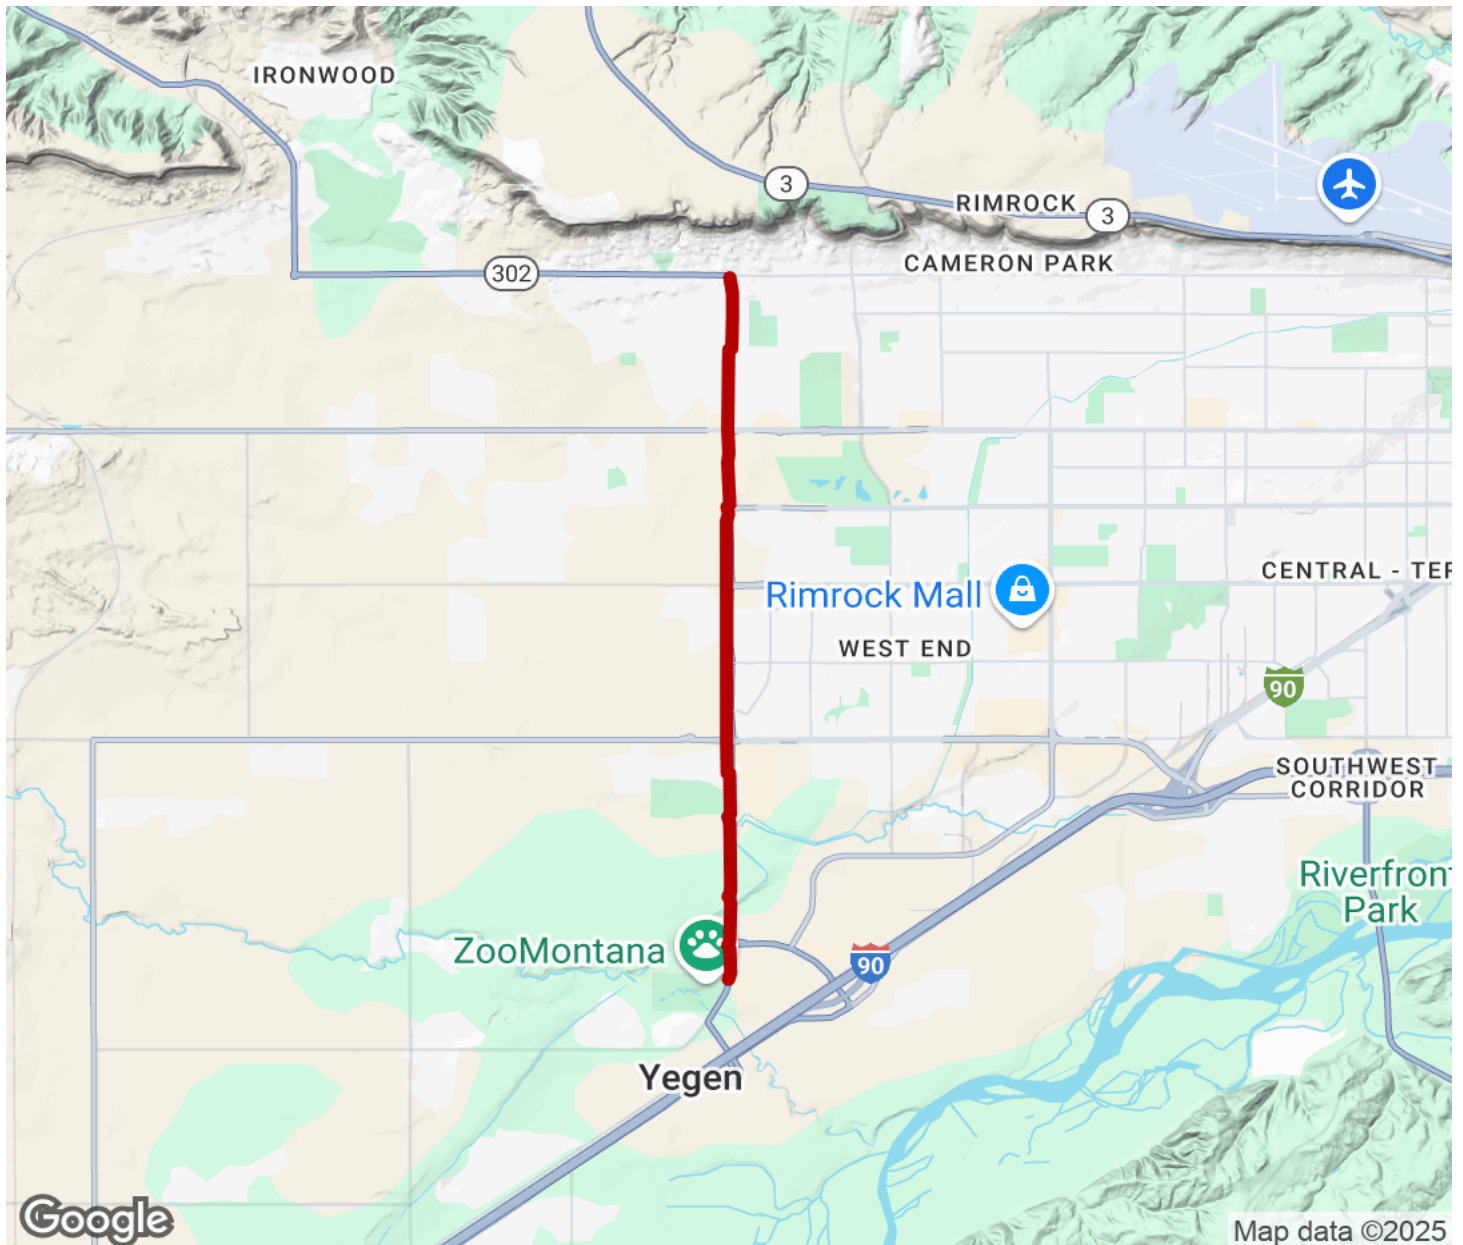 IRONWOOD
3
RIMROCK
3
CAMERON PARK
302
CENTRAL - TER
Rimrock Mall
WEST END
90
SOUTHWEST
CORRIDOR
Riverfront
Park
ZooMontana
90
Yegen
Google
Map data ©2025